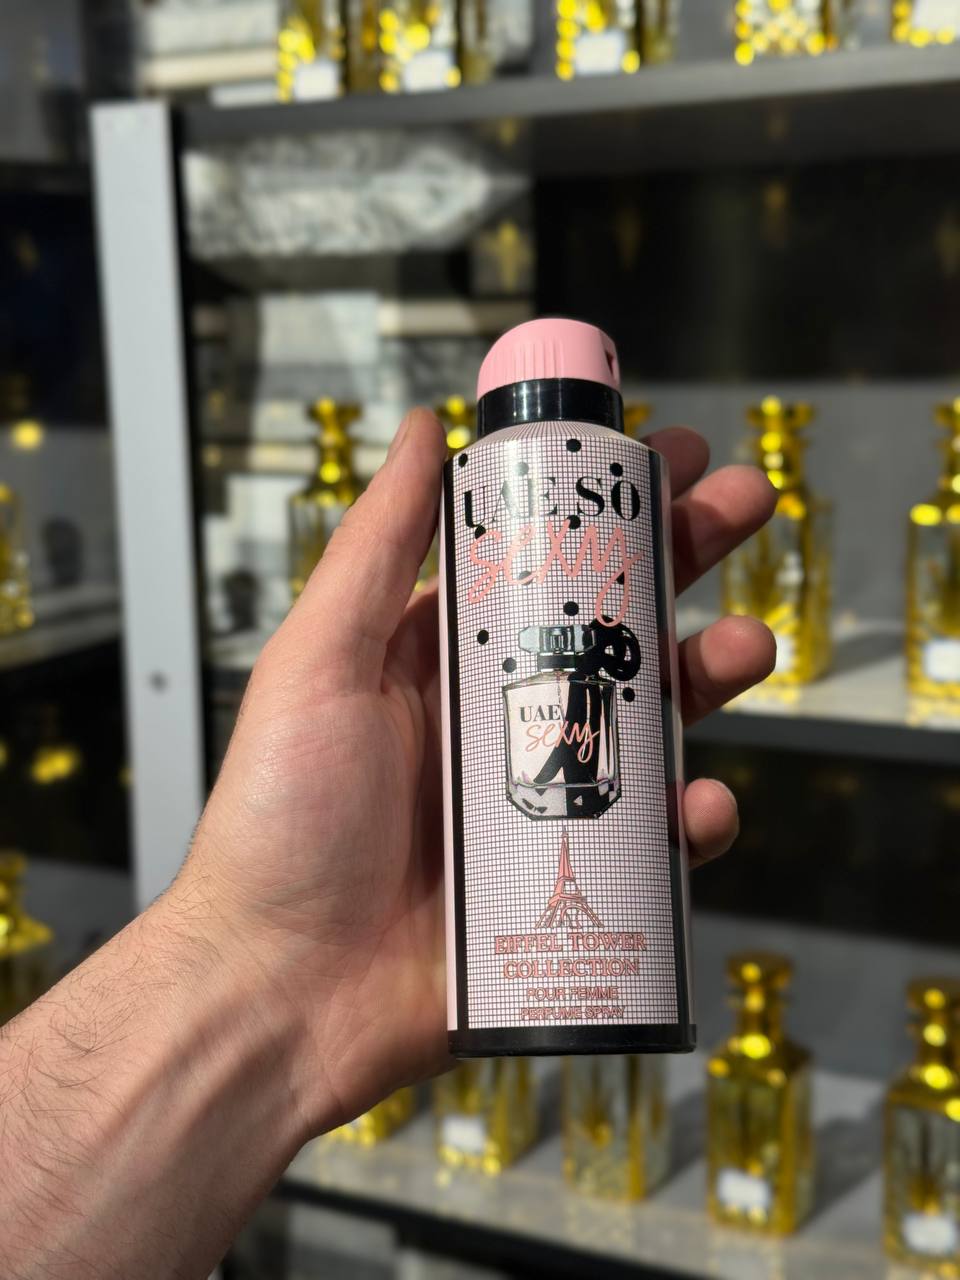 UAE SO
sexy
UAE
sexy
EIFFEL TOWER
COLLECTION
POUR FEMME
PERFUME SPRAY